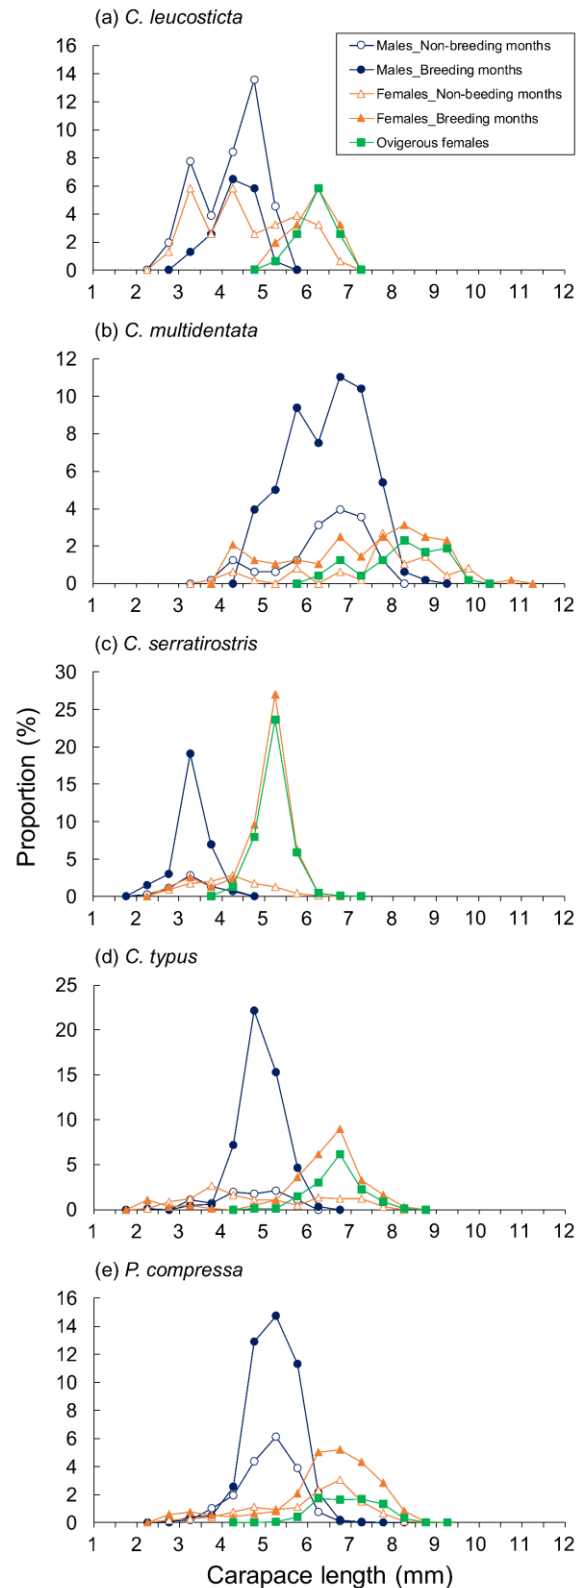 (a) C. leucosticta
16
14
12
10
8
6
4
2
0
Males_Non-breeding months
Males_Breeding months
Females_Non-beeding months
Females_Breeding months
Ovigerous females
1 2 3 4 5 6 7 8 9 10 11 12
(b) C. multidentata
12
10
8
6
4
2
0
1 2 3 4 5 6 7 8 9 10 11 12
(c) C. serratirostris
30
25
20
15
10
5
0
1 2 3 4 5 6 7 8 9 10 11 12
Proportion (%)
(d) C. typus
25
20
15
10
5
0
1 2 3 4 5 6 7 8 9 10 11 12
(e) P. compressa
16
14
12
10
8
6
4
2
0
1 2 3 4 5 6 7 8 9 10 11 12
Carapace length (mm)